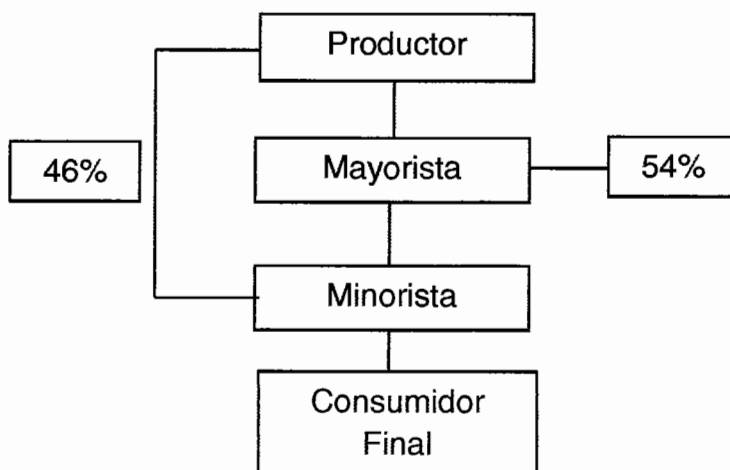 Productor
46%
Mayorista
54%
Minorista
Consumidor
Final